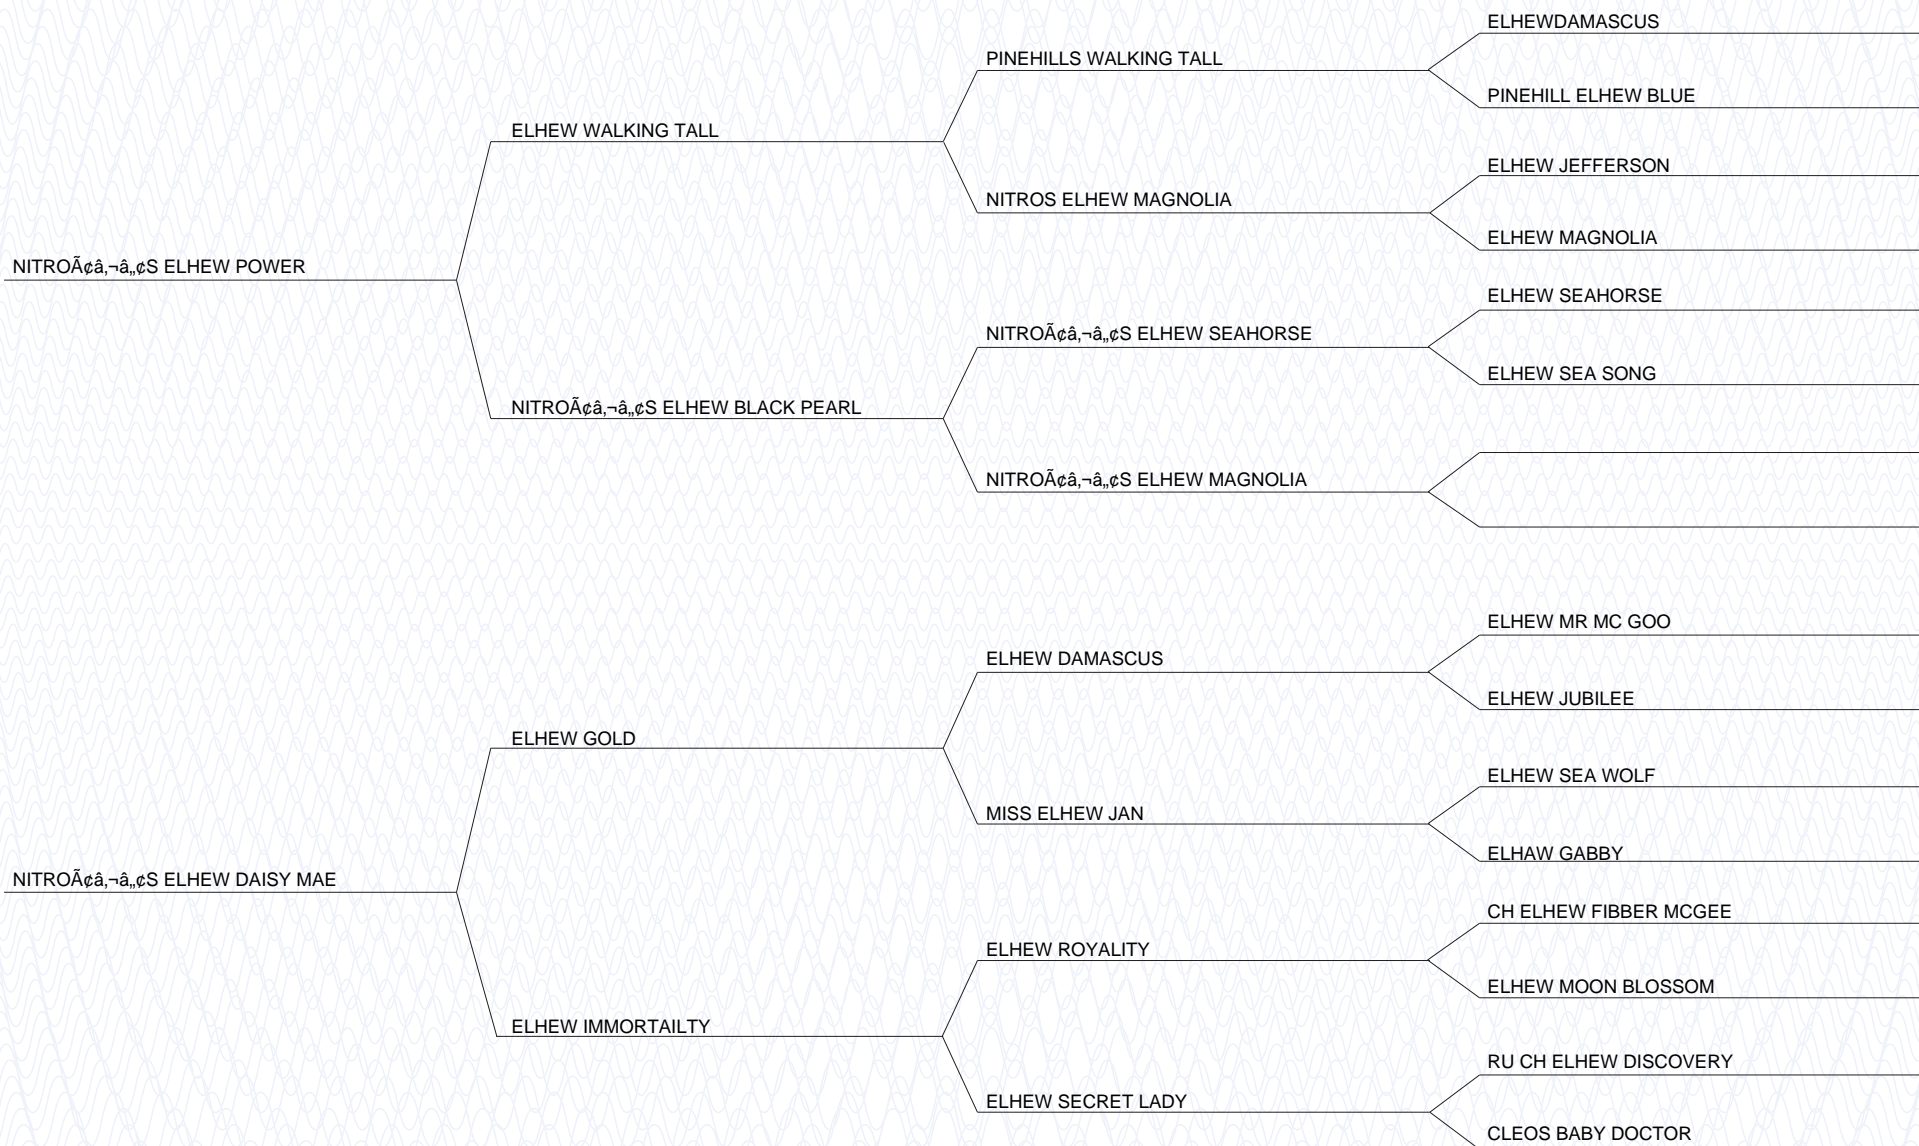 ELHEWDAMASCUS
PINEHILLS WALKING TALL
PINEHILL ELHEW BLUE
ELHEW WALKING TALL
ELHEW JEFFERSON
NITROS ELHEW MAGNOLIA
ELHEW MAGNOLIA
NITROÃ¢â‚¬â„¢S ELHEW POWER
ELHEW SEAHORSE
NITROÃ¢â‚¬â„¢S ELHEW SEAHORSE
ELHEW SEA SONG
NITROÃ¢â‚¬â„¢S ELHEW BLACK PEARL
NITROÃ¢â‚¬â„¢S ELHEW MAGNOLIA
ELHEW MR MC GOO
ELHEW DAMASCUS
ELHEW JUBILEE
ELHEW GOLD
ELHEW SEA WOLF
MISS ELHEW JAN
ELHAW GABBY
NITROÃ¢â‚¬â„¢S ELHEW DAISY MAE
CH ELHEW FIBBER MCGEE
ELHEW ROYALITY
ELHEW MOON BLOSSOM
ELHEW IMMORTAILTY
RU CH ELHEW DISCOVERY
ELHEW SECRET LADY
CLEOS BABY DOCTOR